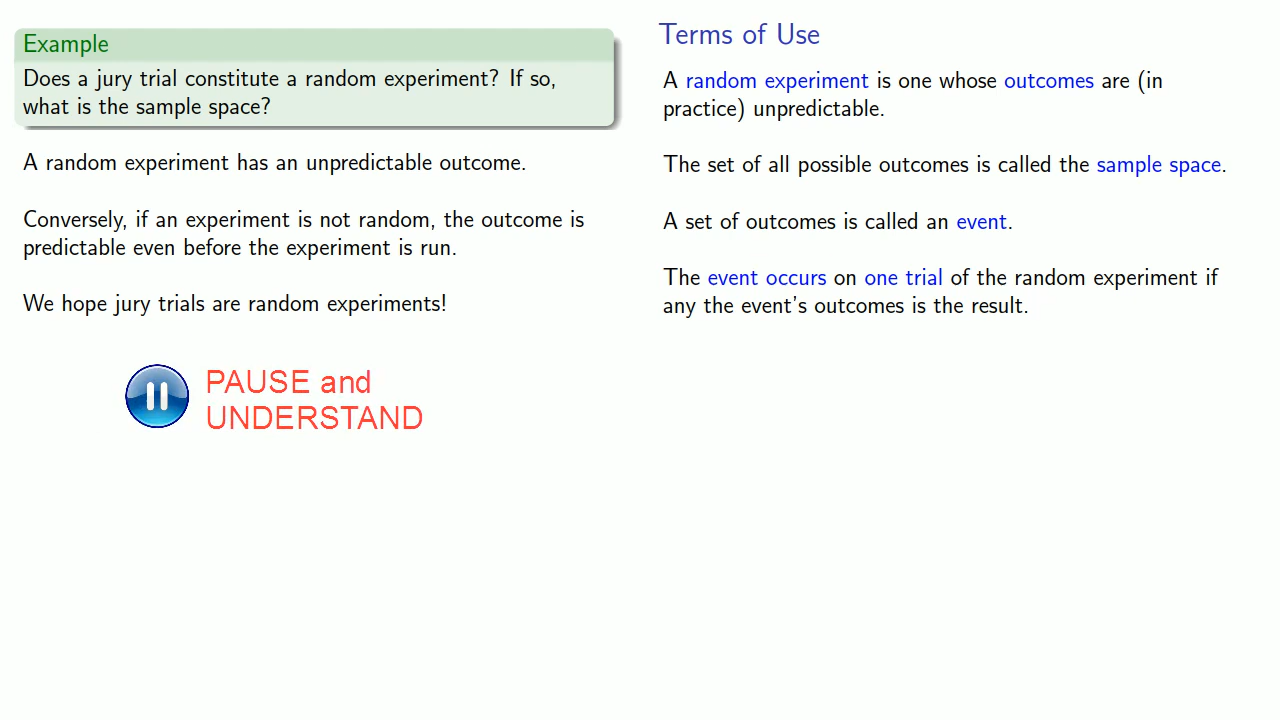 Example
Does a jury trial constitute a random experiment? If so,
what is the sample space?
A random experiment has an unpredictable outcome.
Conversely, if an experiment is not random, the outcome is
predictable even before the experiment is run.
We hope jury trials are random experiments!
PAUSE and
UNDERSTAND
Terms of Use
A random experiment is one whose outcomes are (in
practice) unpredictable.
The set of all possible outcomes is called the sample space.
A set of outcomes is called an event.
The event occurs on one trial of the random experiment if
any the event's outcomes is the result.